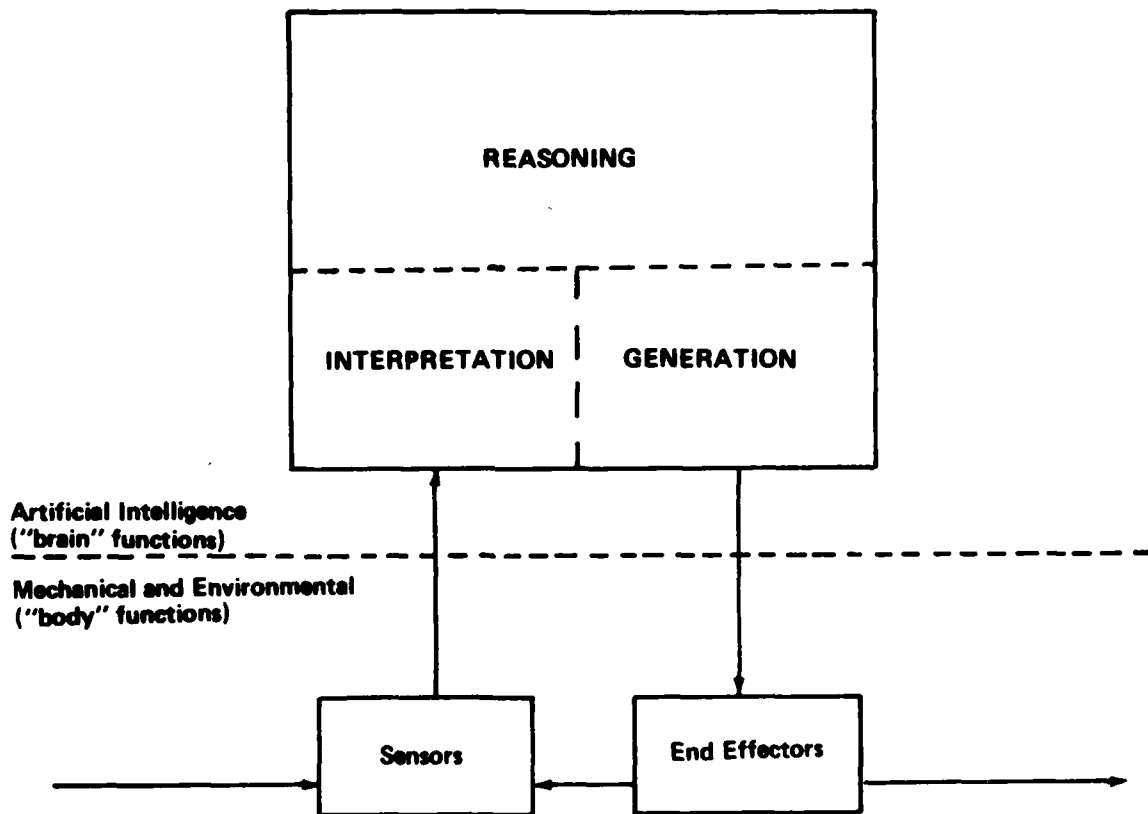 REASONING
INTERPRETATION
GENERATION
Artificial Intelligence
("brain" functions)
Mechanical and Environmental
("body" functions)
Sensors
End Effectors